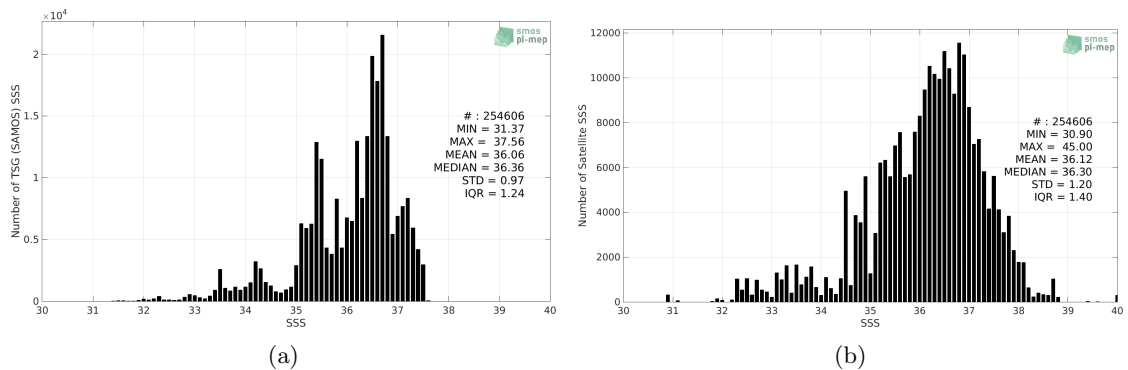 ×10⁴
smos
pi-mep
2
1.5
1
0.5
0
Number of TSG (SAMOS) SSS
# : 254606
MIN = 31.37
MAX = 37.56
MEAN = 36.06
MEDIAN = 36.36
STD = 0.97
IQR = 1.24
30 31 32 33 34 35 36 37 38 39 40
SSS
(a)
12000
10000
8000
6000
4000
2000
0
Number of Satellite SSS
smos
pi-mep
# : 254606
MIN = 30.90
MAX = 45.00
MEAN = 36.12
MEDIAN = 36.30
STD = 1.20
IQR = 1.40
30 31 32 33 34 35 36 37 38 39 40
SSS
(b)